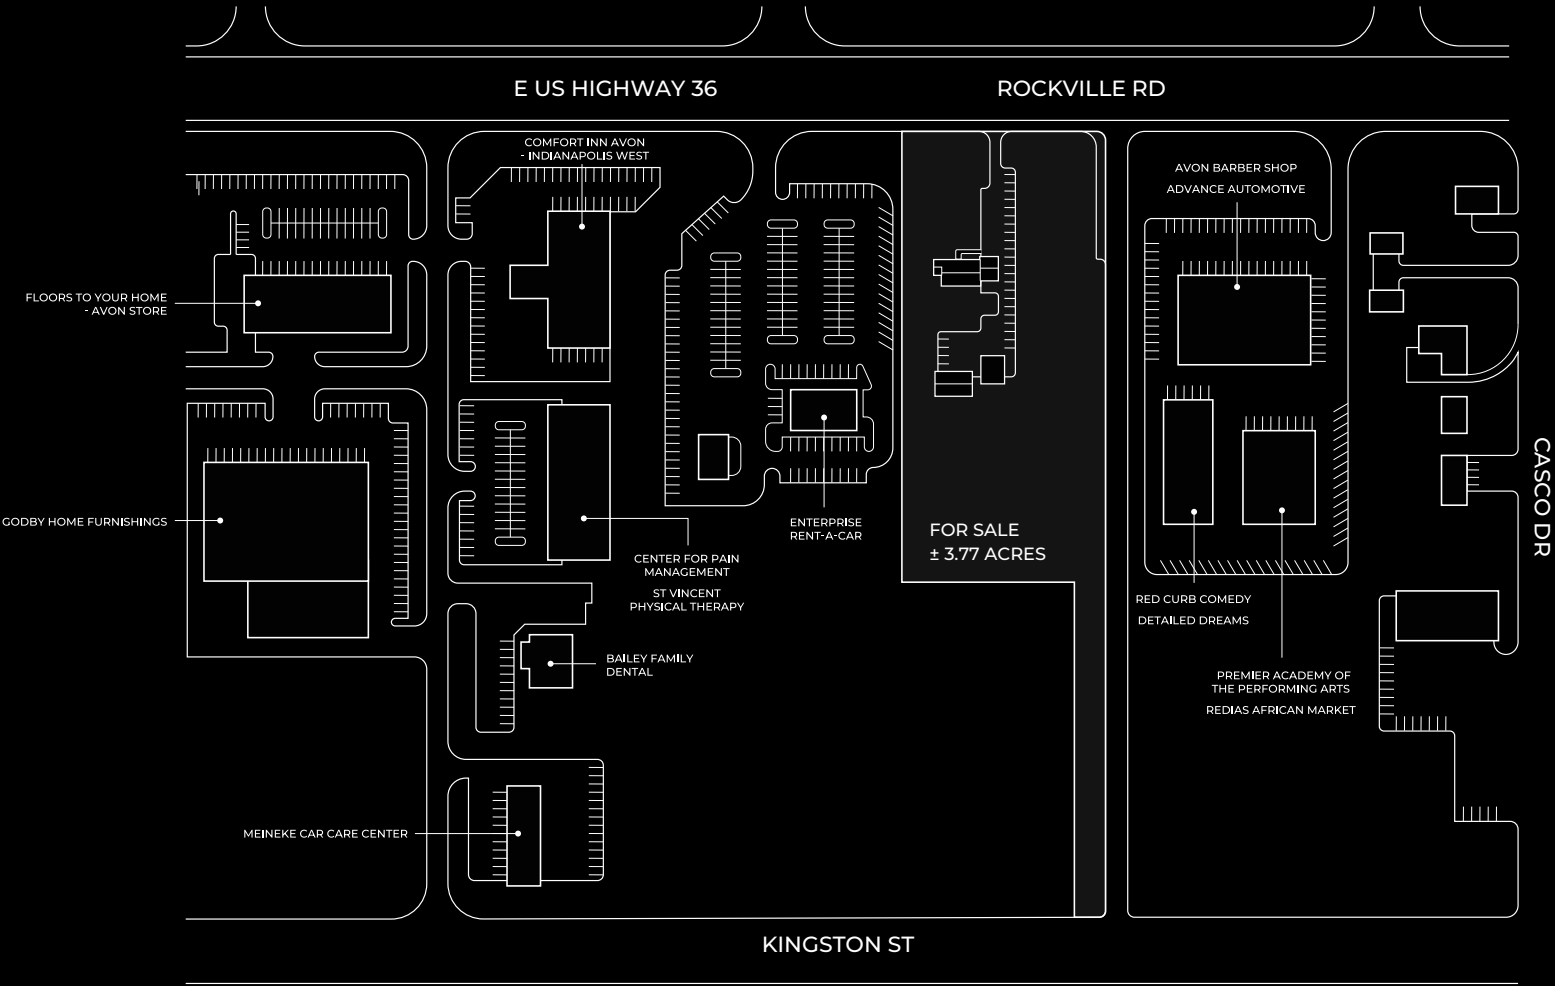 E US HIGHWAY 36
ROCKVILLE RD
COMFORT INN AVON
- INDIANAPOLIS WEST
AVON BARBER SHOP
ADVANCE AUTOMOTIVE
FLOORS TO YOUR HOME
- AVON STORE
GODBY HOME FURNISHINGS
CENTER FOR PAIN
MANAGEMENT
ST VINCENT
PHYSICAL THERAPY
ENTERPRISE
RENT-A-CAR
FOR SALE
± 3.77 ACRES
CASCO DR
RED CURB COMEDY
DETAILED DREAMS
BAILEY FAMILY
DENTAL
PREMIER ACADEMY OF
THE PERFORMING ARTS
REDIAS AFRICAN MARKET
MEINEKE CAR CARE CENTER
KINGSTON ST